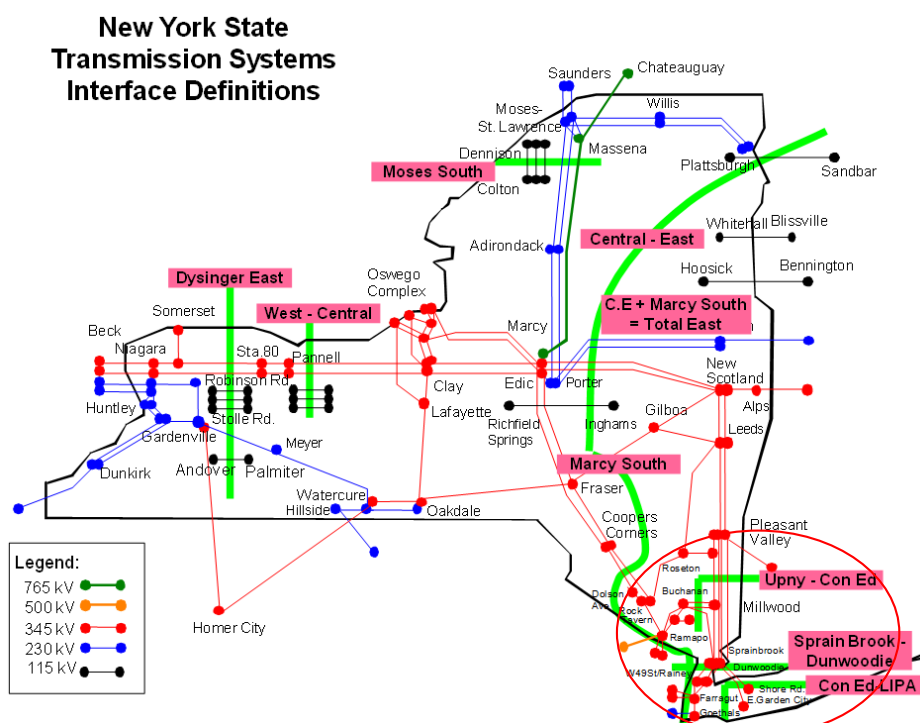 New York State
Transmission Systems
Interface Definitions
Chateauguay
Saunders
Moses-
St. Lawrence
Willis
Massena
Dennison
Colton
Moses South
Plattsburgh
Sandbar
Whitehall
Blissville
Adirondack
Central - East
Hoosick
Bennington
Dysinger East
Oswego
Complex
Somerset
West - Central
C.E + Marcy South
= Total East
Marcy
Beck
Niagara
Sta.80
Pannell
Robinson Rd.
Clay
Edic
Porter
New
Scotland
Alps
Huntley
Stolle Rd.
Lafayette
Richfield
Springs
Inghams
Gilboa
Leeds
Gardenville
Meyer
Dunkirk
Andover
Palmiter
Marcy South
Fraser
Watercure
Hillside
Oakdale
Coopers
Corners
Pleasant
Valley
Legend:
765 kV
500 kV
345 kV
230 kV
115 kV
Homer City
Roseton
Dolson
Ave
Rock
Tavern
Buchanan
Upny - Con Ed
Millwood
Ramapo
Sprainbrook
Dunwoodie
Sprain Brook -
Dunwoodie
W49St/Rainey
Farragut
Goethals
Shore Rd.
E.Garden City
Con Ed-LIPA